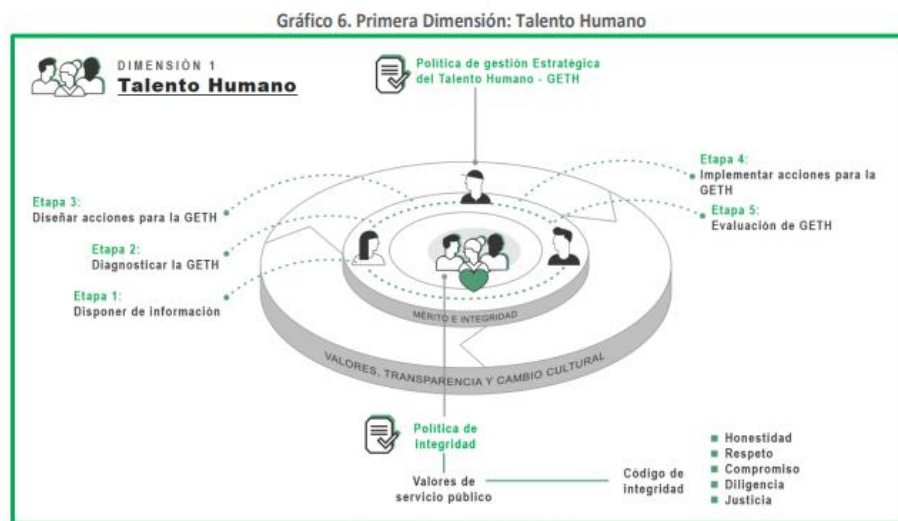 Gráfico 6. Primera Dimensión: Talento Humano
DIMENSIÓN 1
Talento Humano
Política de gestión Estratégica
del Talento Humano - GETH
Etapa 3:
Diseñar acciones para la GETH
Etapa 2:
Diagnosticar la GETH
Etapa 1:
Disponer de información
Etapa 4:
Implementar acciones para la
GETH
Etapa 5:
Evaluación de GETH
MÉRITO E INTEGRIDAD
VALORES, TRANSPARENCIA Y CAMBIO CULTURAL
Política de
integridad
Valores de
servicio público
Código de
integridad
Honestidad
Respeto
Compromiso
Diligencia
Justicia